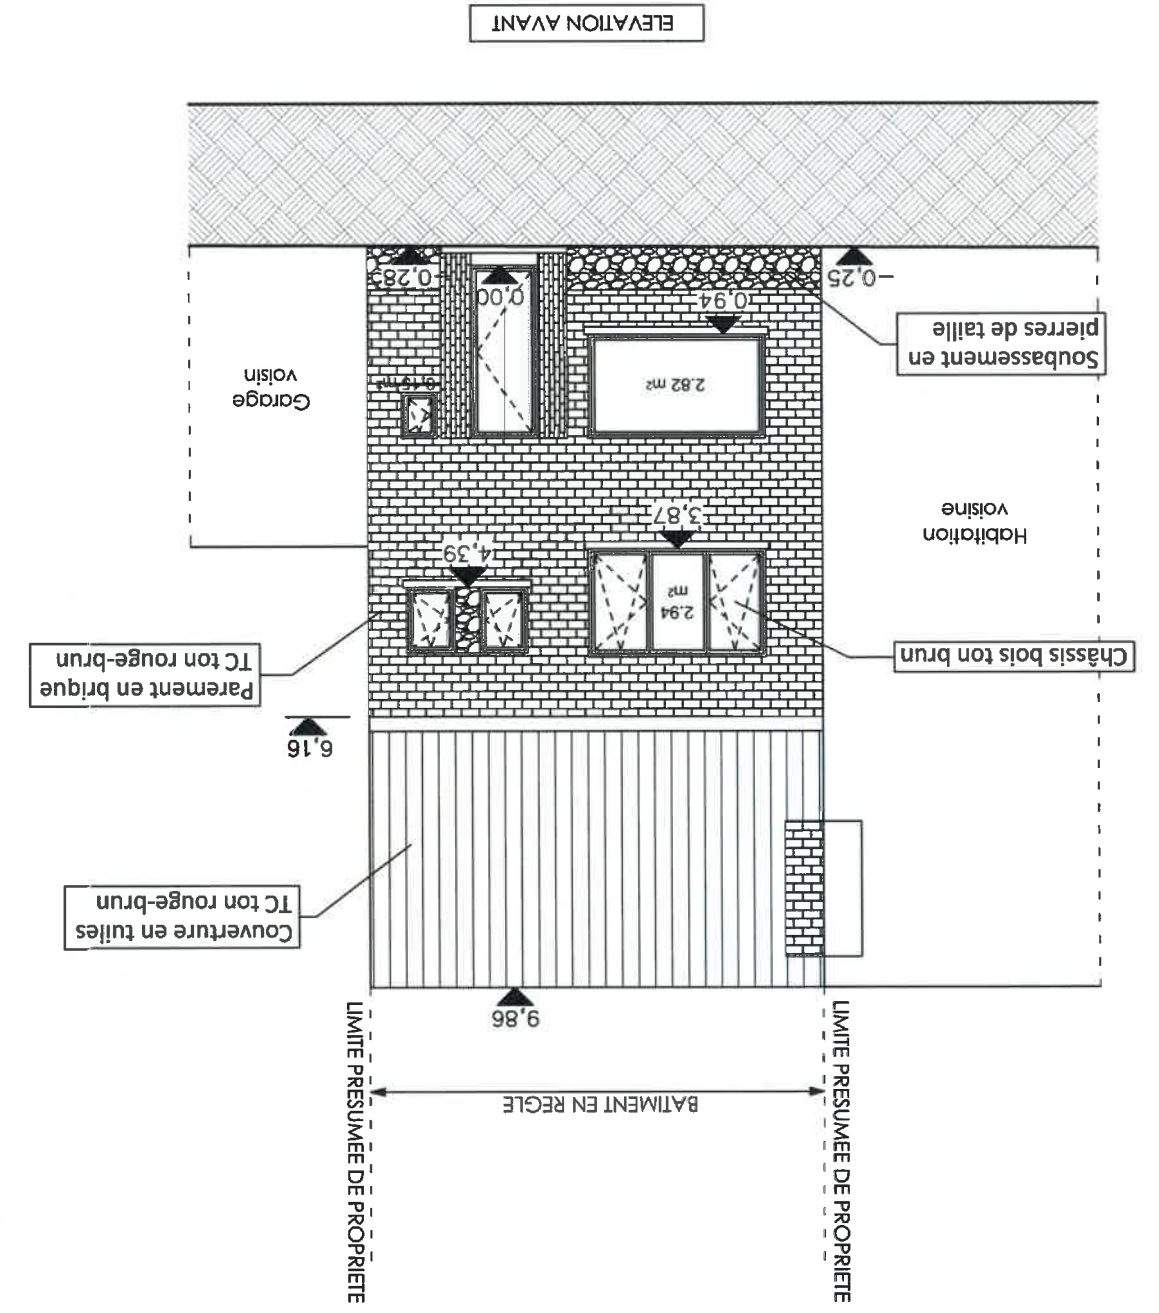 LIMITE PRESUMEE DE PROPRIETE
LIMITE PRESUMEE DE PROPRIETE
BATIMENT EN REGLE
9,86
Couverture en tuiles
TC ton rouge-brun
6,16
Châssis bois ton brun
Parement en brique
TC ton rouge-brun
2.94
m²
4,39
3,87
Habitation
voisine
Garage
voisin
2.82 m²
0,15 m²
Soubassement en
pierres de taille
0,94
0,00
-0,25
-0,28
ELEVATION AVANT